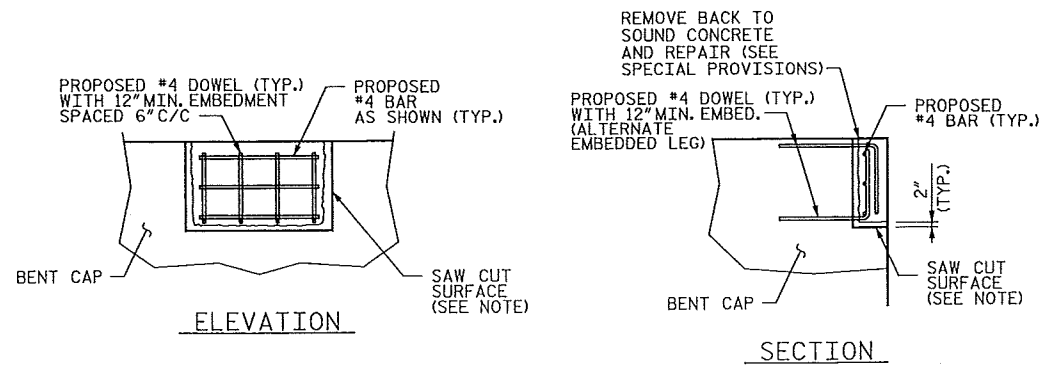 PROPOSED #4 DOWEL (TYP.)
WITH 12" MIN. EMBEDMENT
SPACED 6" C/C
PROPOSED
#4 BAR
AS SHOWN (TYP.)
BENT CAP
SAW CUT
SURFACE
(SEE NOTE)
ELEVATION
REMOVE BACK TO
SOUND CONCRETE
AND REPAIR (SEE
SPECIAL PROVISIONS)
PROPOSED #4 DOWEL (TYP.)
WITH 12" MIN. EMBED.
(ALTERNATE
EMBEDDED LEG)
PROPOSED
#4 BAR (TYP.)
2"
(TYP.)
BENT CAP
SAW CUT
SURFACE
(SEE NOTE)
SECTION